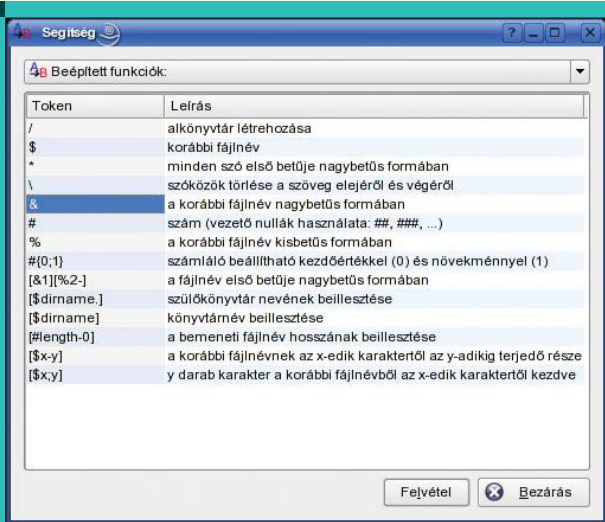 Segítség
Beépített funkciók:
Token Leírás
/ alkönyvtár létrehozása
$ korábbi fájlnév
* minden szó első betűje nagybetűs formában
\ szóközök törlése a szöveg elejéről és végéről
& a korábbi fájlnév nagybetűs formában
# szám (vezető nullák használata: ##, ###, ...)
% a korábbi fájlnév kisbetűs formában
#{0;1} számláló beállítható kezdőértékkel (0) és növekménnyel (1)
[&1][%2-] a fájlnév első betűje nagybetűs formában
[$dirname.] szülőkönyvtár nevének beillesztése
[$dirname] könyvtárnév beillesztése
[#length-0] a bemeneti fájlnév hosszának beillesztése
[$x-y] a korábbi fájlnévnek az x-edik karaktertől az y-adikig terjedő része
[$x;y] y darab karakter a korábbi fájlnévből az x-edik karaktertől kezdve
Felvétel Bezárás